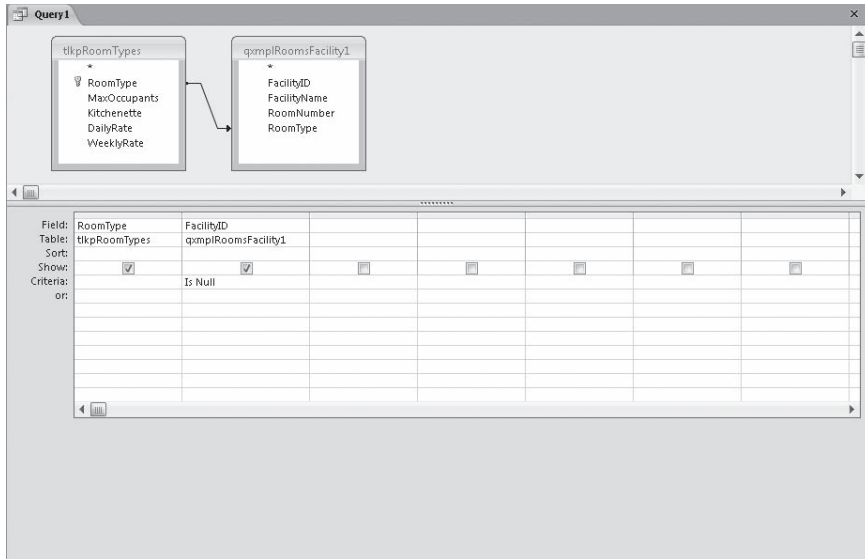 Query1
tlkpRoomTypes
*
RoomType
MaxOccupants
Kitchenette
DailyRate
WeeklyRate
qxmplRoomsFacility1
*
FacilityID
FacilityName
RoomNumber
RoomType
Field: RoomType FacilityID
Table: tlkpRoomTypes qxmplRoomsFacility1
Sort:
Show:
Criteria: Is Null
or: